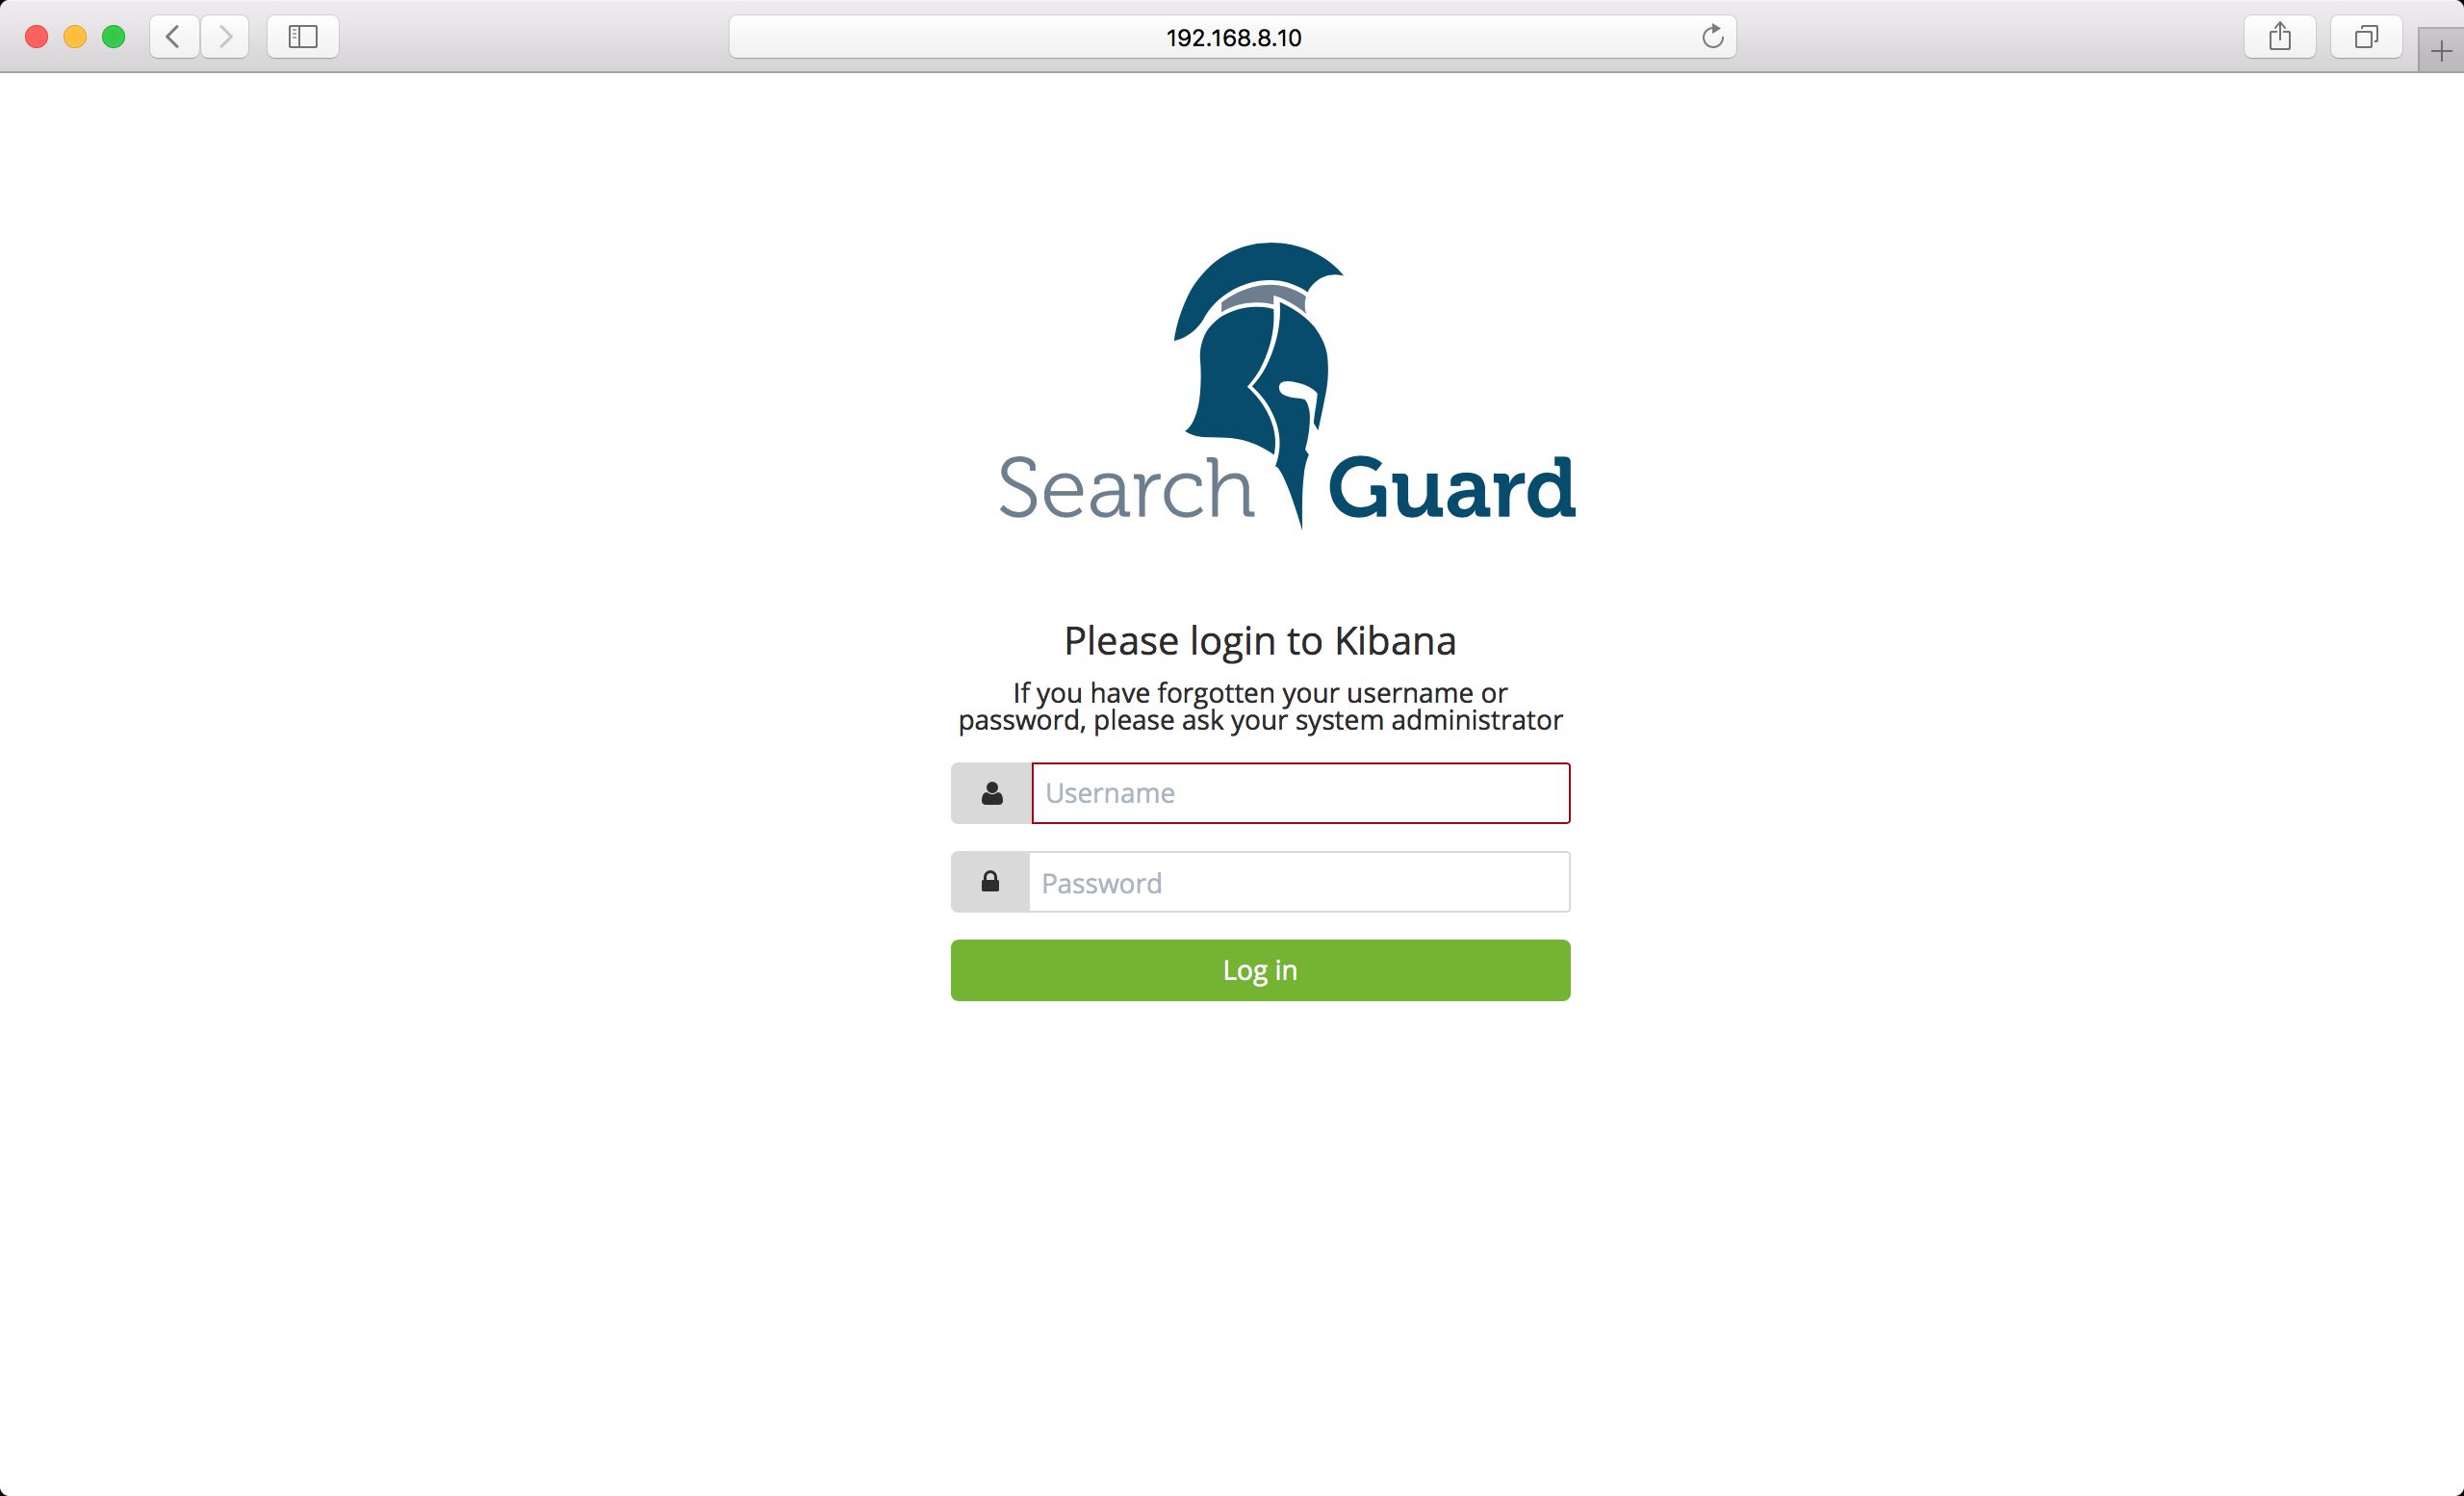 192.168.8.10
Search Guard
Please login to Kibana
If you have forgotten your username or
password, please ask your system administrator
Username
Password
Log in